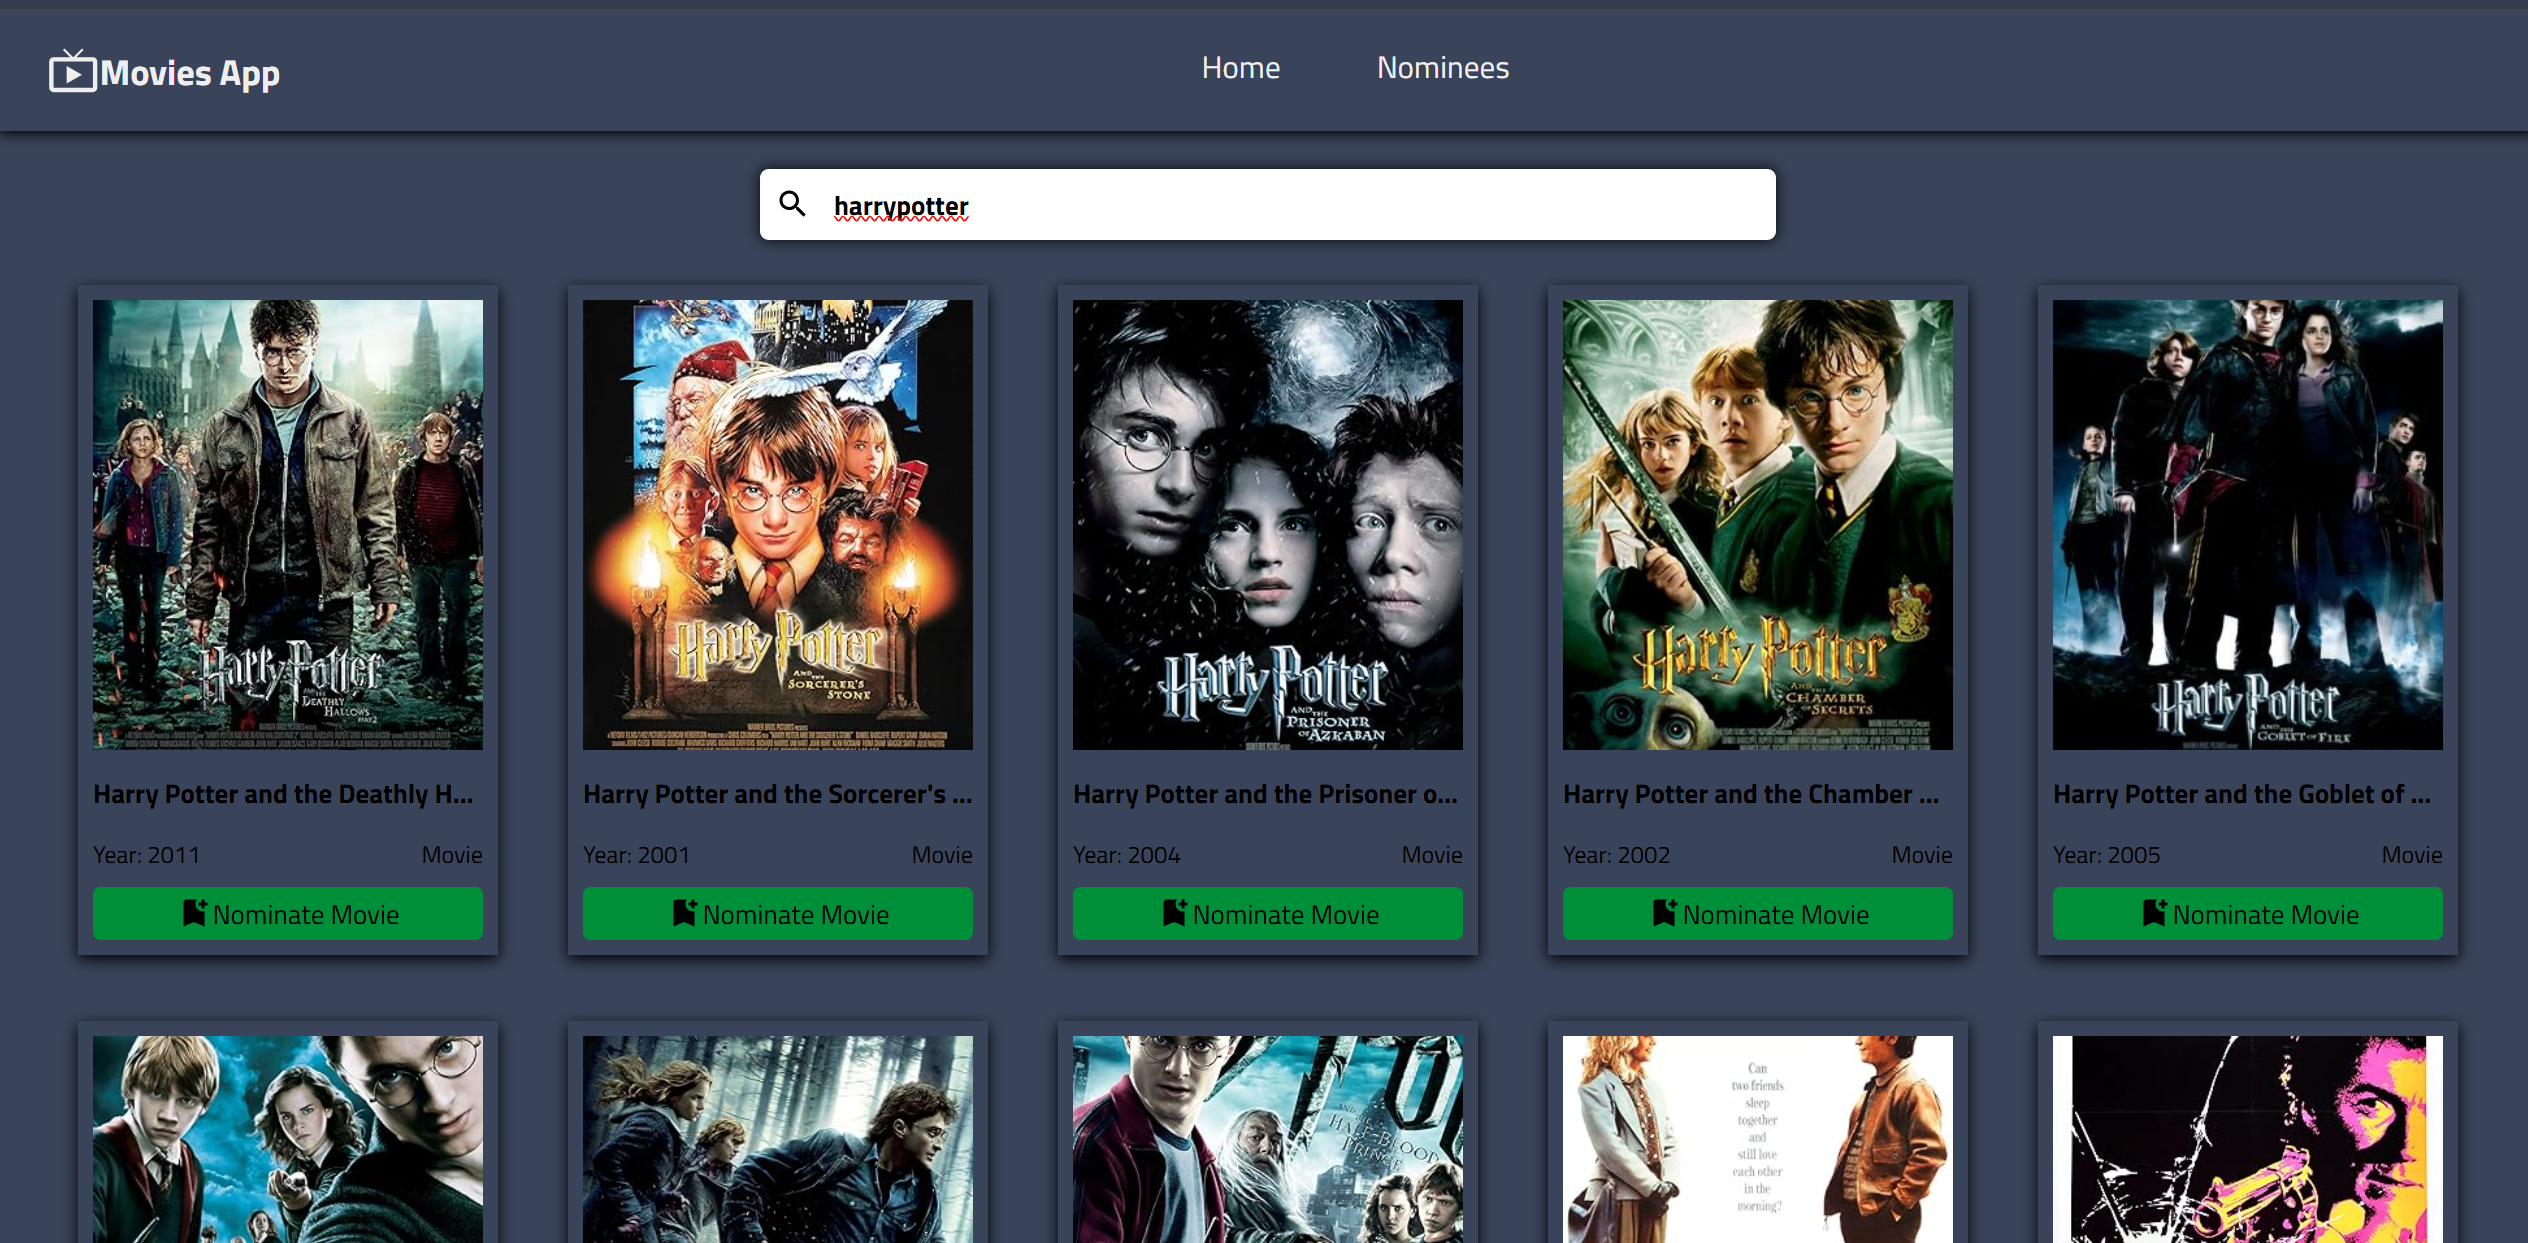 Movies App
Home
Nominees
harrypotter
Harry Potter
AND THE
DEATHLY
HALLOWS
PART 2
Harry Potter
AND THE
SORCERER'S
STONE
Harry Potter
AND THE
PRISONER
OF AZKABAN
Harry Potter
AND THE
CHAMBER
OF SECRETS
Harry Potter
AND THE
GOBLET OF FIRE
Harry Potter and the Deathly H...
Harry Potter and the Sorcerer's ...
Harry Potter and the Prisoner o...
Harry Potter and the Chamber ...
Harry Potter and the Goblet of ...
Year: 2011 Movie
Year: 2001 Movie
Year: 2004 Movie
Year: 2002 Movie
Year: 2005 Movie
Nominate Movie
Nominate Movie
Nominate Movie
Nominate Movie
Nominate Movie
AND THE
HALF-BLOOD
PRINCE
Can
two friends
sleep
together
and
still love
each other
in the
morning?